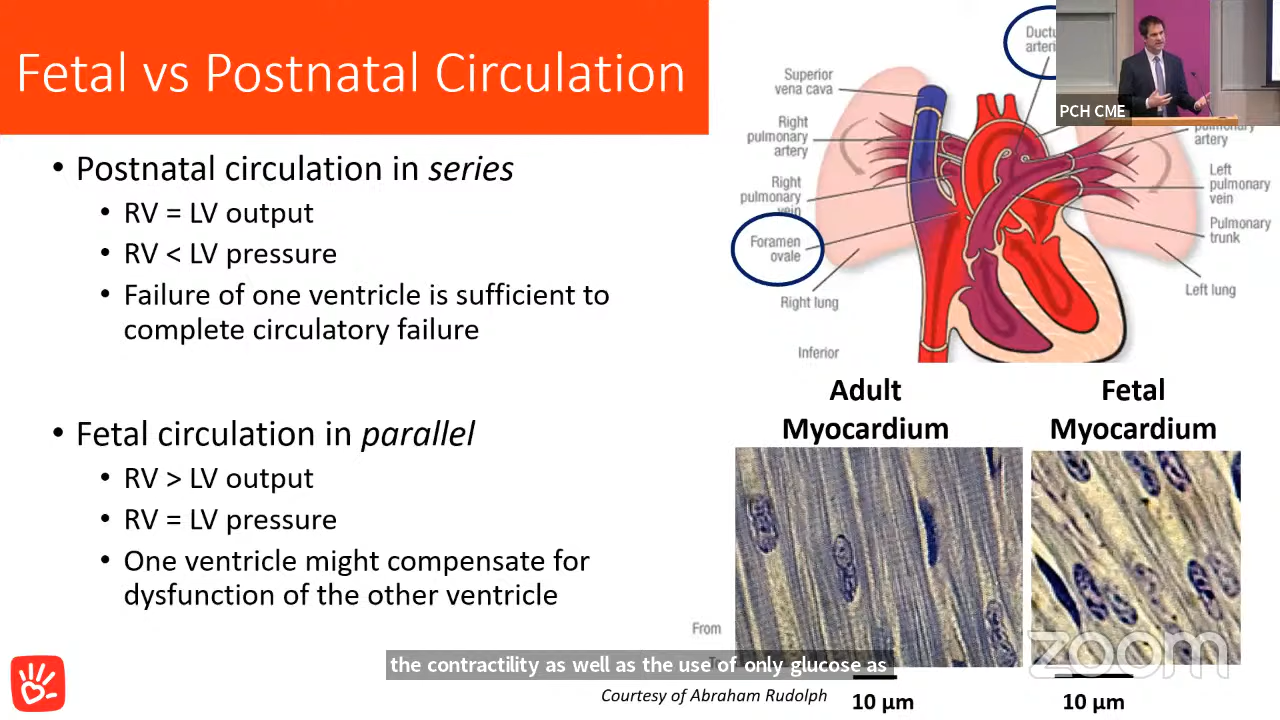 Fetal vs Postnatal Circulation
• Postnatal circulation in series
• RV = LV output
• RV < LV pressure
• Failure of one ventricle is sufficient to
complete circulatory failure
• Fetal circulation in parallel
• RV > LV output
• RV = LV pressure
• One ventricle might compensate for
dysfunction of the other ventricle
PCH CME
Superior
vena cava
Right
pulmonary
artery
Right
pulmonary
vein
Foramen
ovale
Right lung
Inferior
pulmonary
artery
Left
pulmonary
vein
Pulmonary
trunk
Left lung
Adult
Myocardium
Fetal
Myocardium
From
zoom
the contractility as well as the use of only glucose as
Courtesy of Abraham Rudolph
10 µm
10 µm